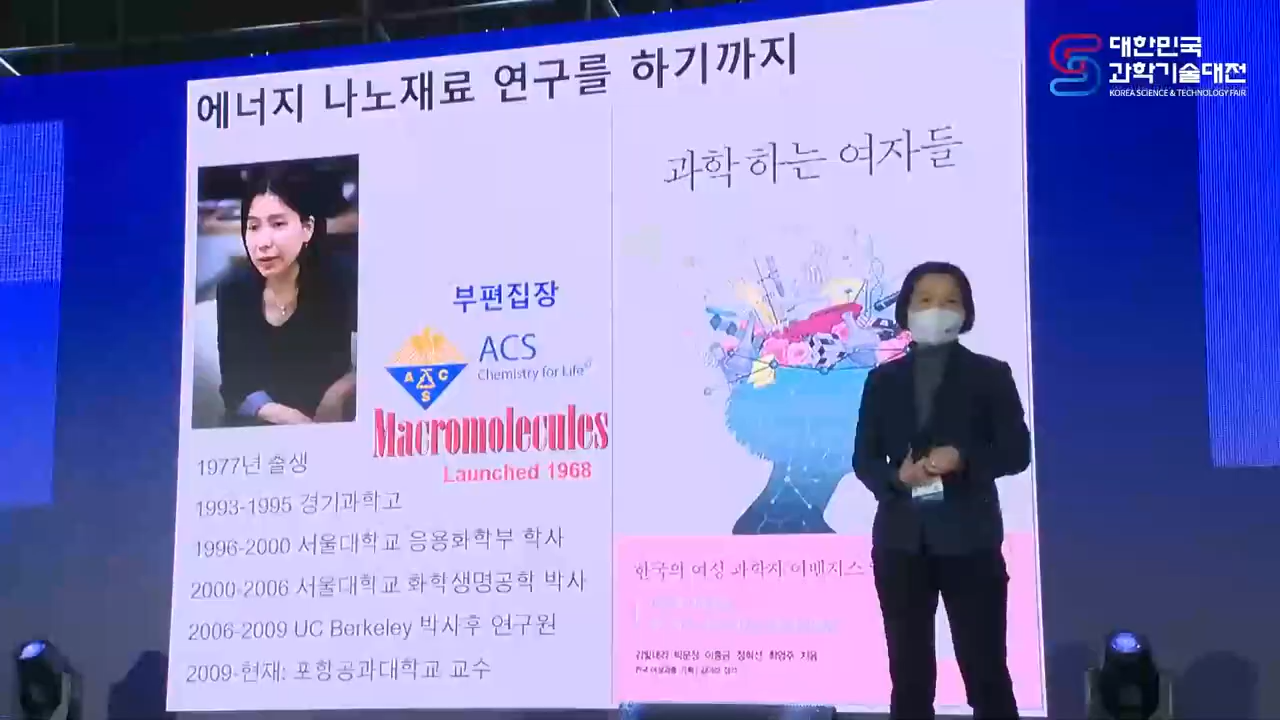 에너지 나노재료 연구를 하기까지
대한민국
과학기술대전
KOREA SCIENCE & TECHNOLOGY FAIR
부편집장
ACS
Chemistry for Life®
A C S
Macromolecules
Launched 1968
1977년 출생
1993-1995 경기과학고
1996-2000 서울대학교 응용화학부 학사
2000-2006 서울대학교 화학생명공학 박사
2006-2009 UC Berkeley 박사후 연구원
2009-현재: 포항공과대학교 교수
과학 하는 여자들
한국의 여성 과학자 어벤저스